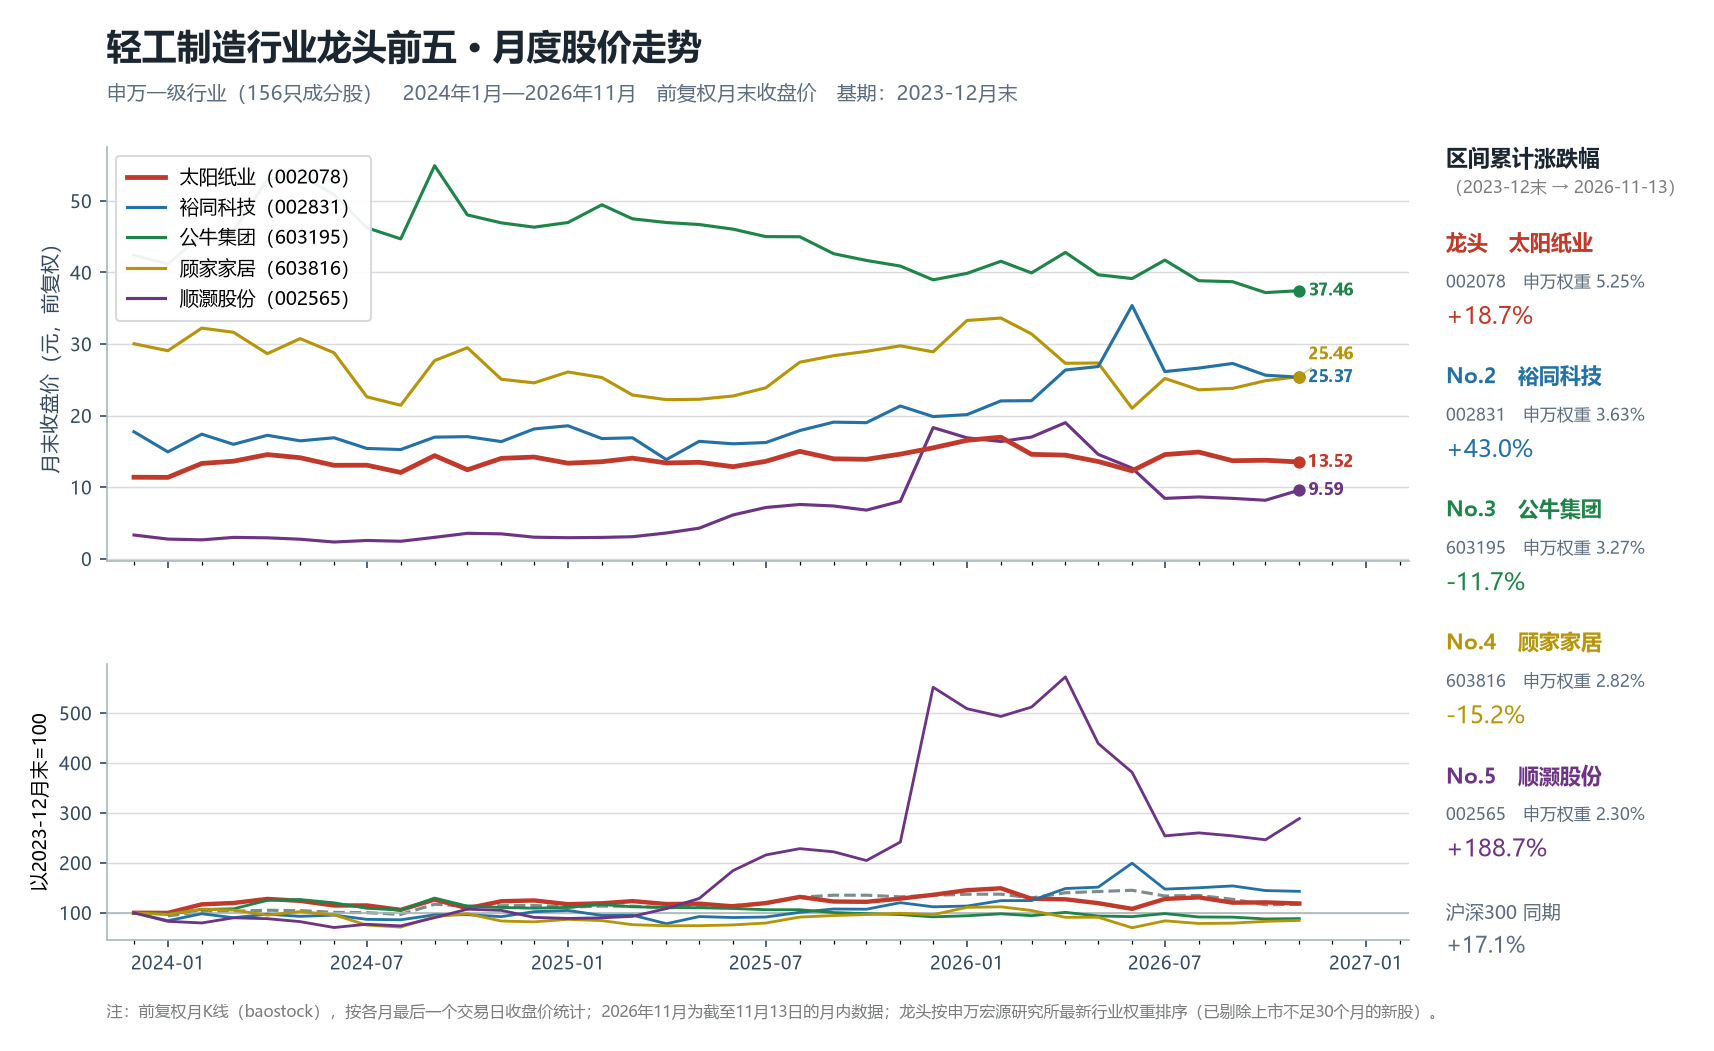 轻工制造行业龙头前五 • 月度股价走势
申万一级行业（156只成分股） 2024年1月—2026年11月 前复权月末收盘价 基期：2023-12月末
月末收盘价（元，前复权）
50
40
30
20
10
0
太阳纸业（002078）
裕同科技（002831）
公牛集团（603195）
顾家家居（603816）
顺灏股份（002565）
37.46
25.46
25.37
13.52
9.59
以2023-12月末=100
500
400
300
200
100
2024-01
2024-07
2025-01
2025-07
2026-01
2026-07
2027-01
区间累计涨跌幅
（2023-12末 → 2026-11-13）
龙头 太阳纸业
002078 申万权重 5.25%
+18.7%
No.2 裕同科技
002831 申万权重 3.63%
+43.0%
No.3 公牛集团
603195 申万权重 3.27%
-11.7%
No.4 顾家家居
603816 申万权重 2.82%
-15.2%
No.5 顺灏股份
002565 申万权重 2.30%
+188.7%
沪深300 同期
+17.1%
注：前复权月K线（baostock），按各月最后一个交易日收盘价统计；2026年11月为截至11月13日的月内数据；龙头按申万宏源研究所最新行业权重排序（已剔除上市不足30个月的新股）。